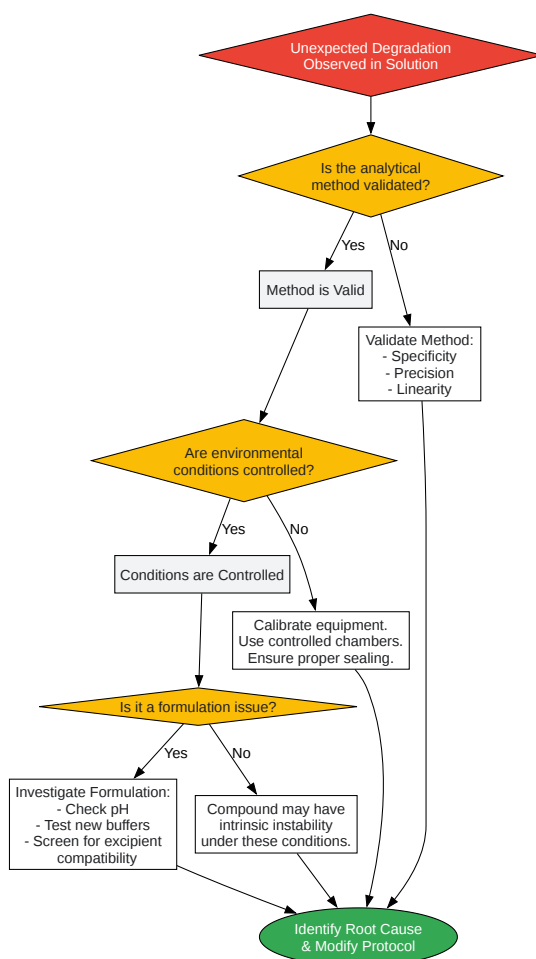 Unexpected Degradation
Observed in Solution
Is the analytical
method validated?
Yes
No
Method is Valid
Validate Method:
- Specificity
- Precision
- Linearity
Are environmental
conditions controlled?
Yes
No
Conditions are Controlled
Calibrate equipment.
Use controlled chambers.
Ensure proper sealing.
Is it a formulation issue?
Yes
No
Investigate Formulation:
- Check pH
- Test new buffers
- Screen for excipient
compatibility
Compound may have
intrinsic instability
under these conditions.
Identify Root Cause
& Modify Protocol